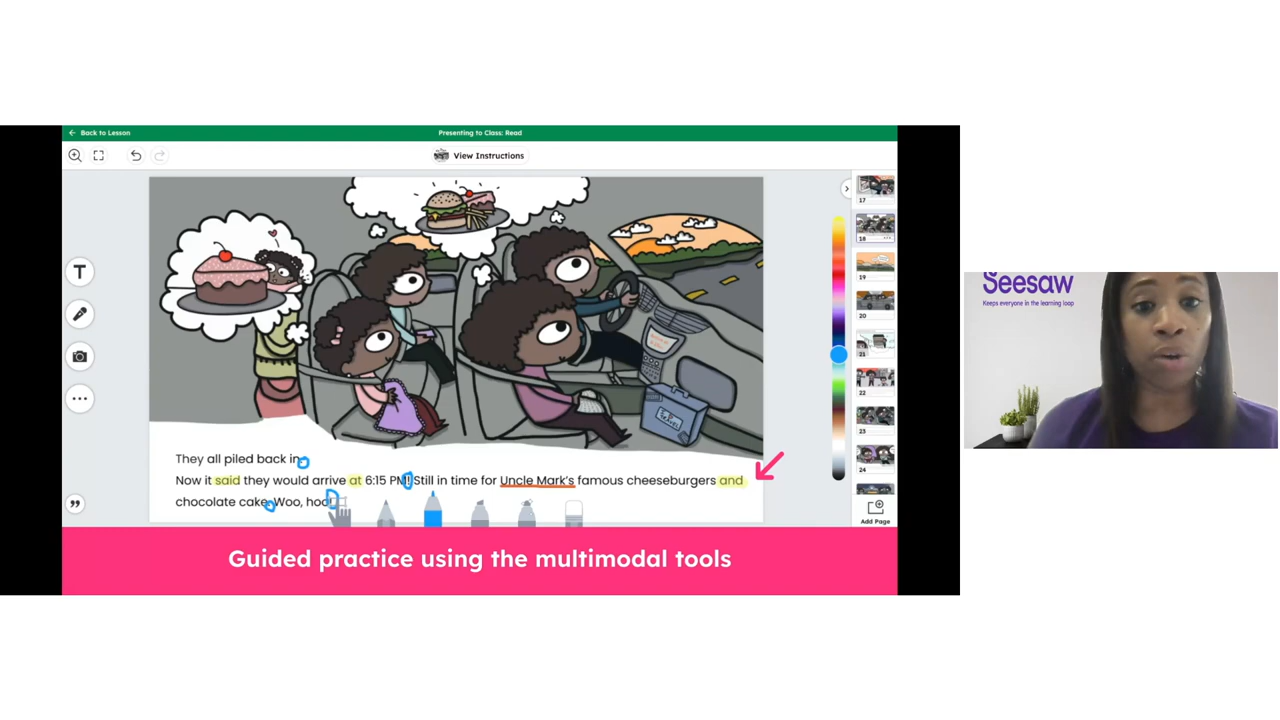 Back to Lesson
Presenting to Class: Read
View Instructions
T
17
18
19
20
21
22
23
24
Add Page
TRAVEL
They all piled back in.
Now it said they would arrive at 6:15 PM! Still in time for Uncle Mark's famous cheeseburgers and
chocolate cake. Woo, hoo!
Guided practice using the multimodal tools
Seesaw
Keeps everyone in the learning loop